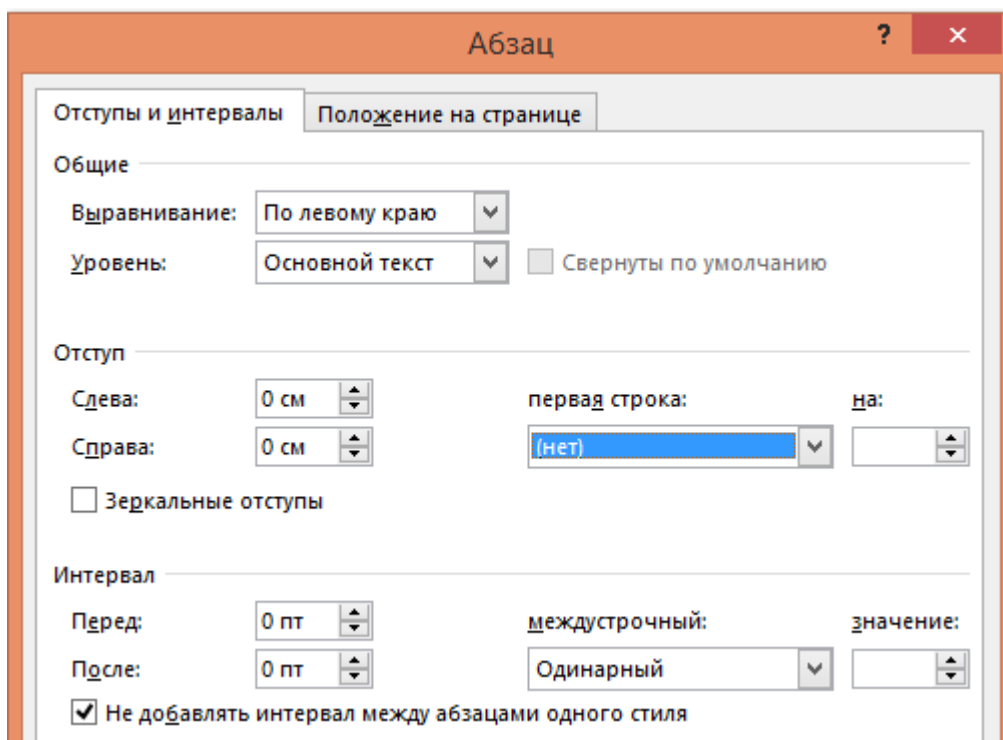 Абзац ?
Отступы и интервалы Положение на странице
Общие
Выравнивание: По левому краю
Уровень: Основной текст Свернуты по умолчанию
Отступ
Слева: 0 см первая строка: на:
Справа: 0 см (нет)
Зеркальные отступы
Интервал
Перед: 0 пт междустрочный: значение:
После: 0 пт Одинарный
Не добавлять интервал между абзацами одного стиля